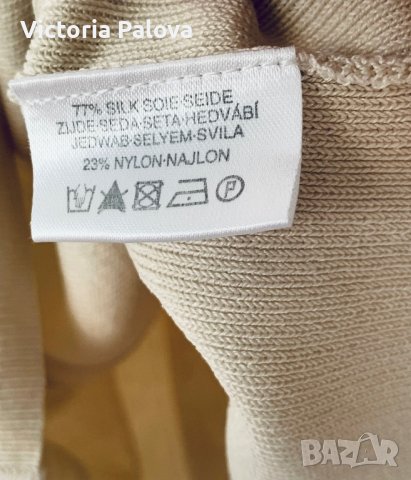 Victoria Palova
77% SILK·SOIE·SEIDE
ZIJDE·SEDA·SETA·HEDVÁBÍ
JEDWAB·SELYEM·SVILA
23% NYLON·NAJLON
P
BAZAR